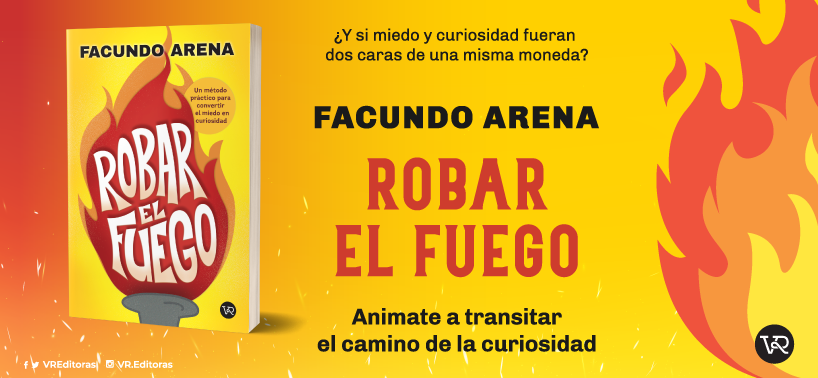 FACUNDO ARENA
Un método
práctico para
convertir
el miedo en
curiosidad
ROBAR
EL
FUEGO
VR
¿Y si miedo y curiosidad fueran
dos caras de una misma moneda?
FACUNDO ARENA
ROBAR
EL FUEGO
Animate a transitar
el camino de la curiosidad
VREditoras| VR.Editoras
VR